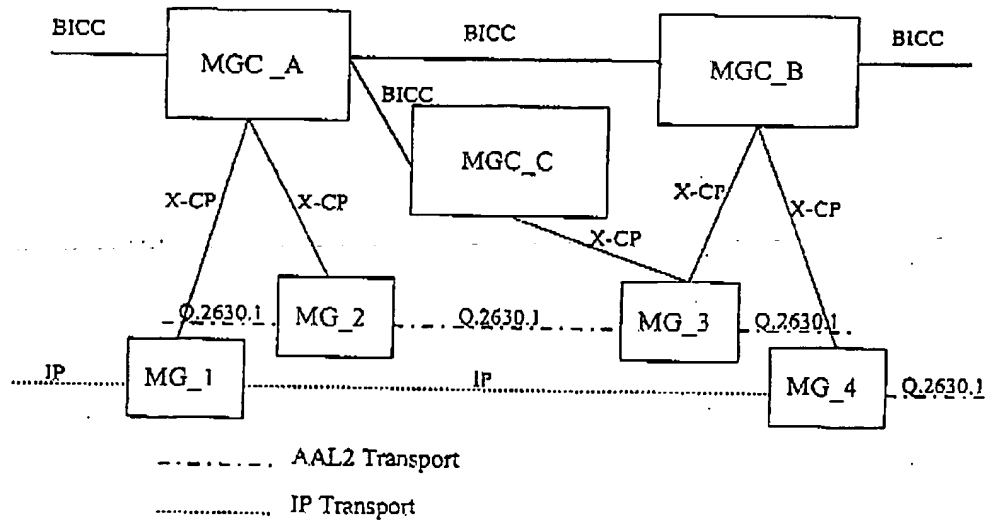 BICC
MGC_A
BICC
MGC_B
BICC
BICC
MGC_C
X-CP
X-CP
X-CP
X-CP
X-CP
Q.2630.1
MG_2
Q.2630.1
MG_3
Q.2630.1
IP
MG_1
IP
MG_4
Q.2630.1
AAL2 Transport
IP Transport